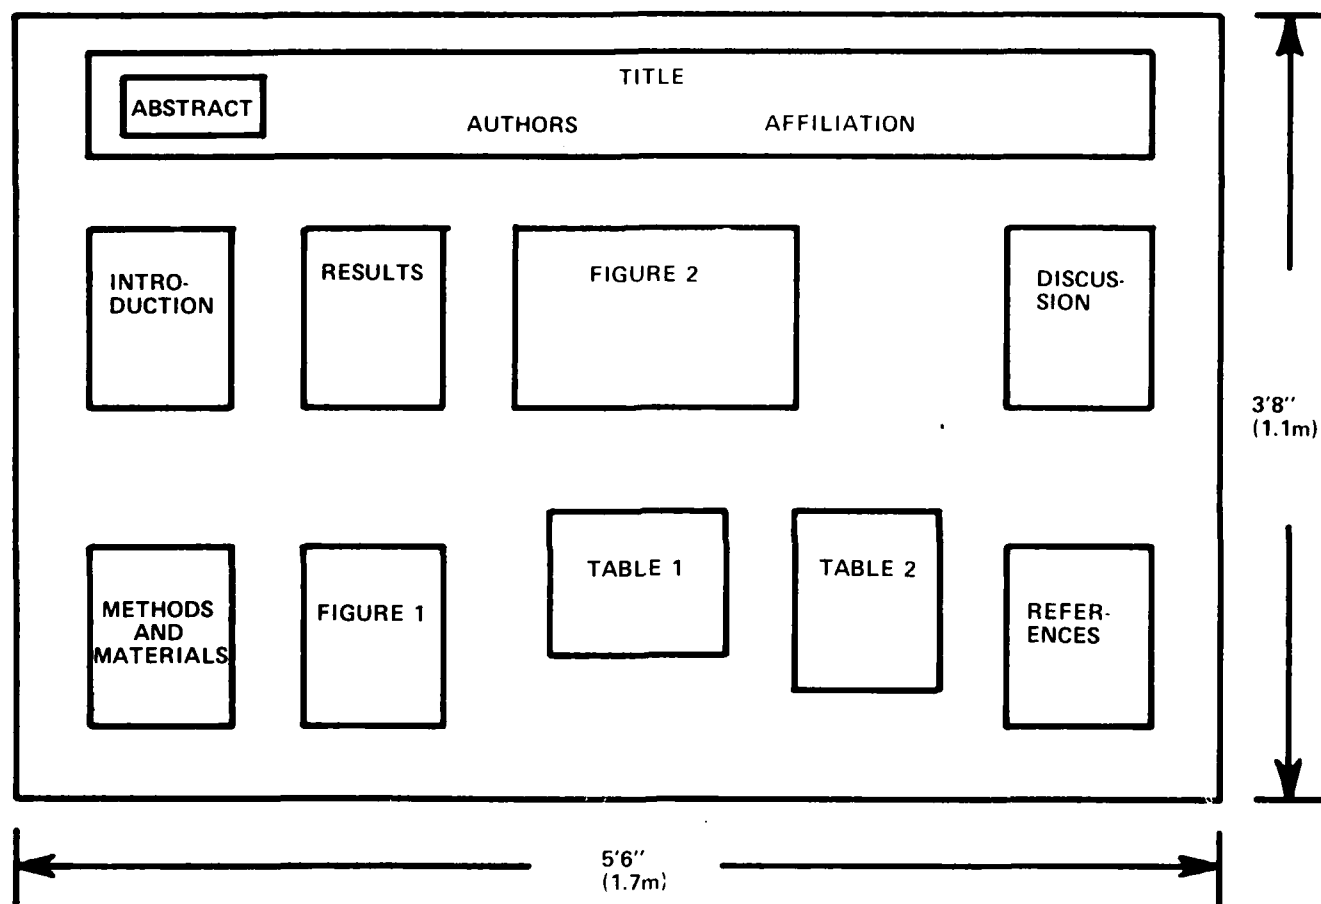 TITLE
ABSTRACT
AUTHORS AFFILIATION
INTRO-
DUCTION
RESULTS
FIGURE 2
DISCUS-
SION
3'8''
(1.1m)
METHODS
AND
MATERIALS
FIGURE 1
TABLE 1
TABLE 2
REFER-
ENCES
5'6''
(1.7m)